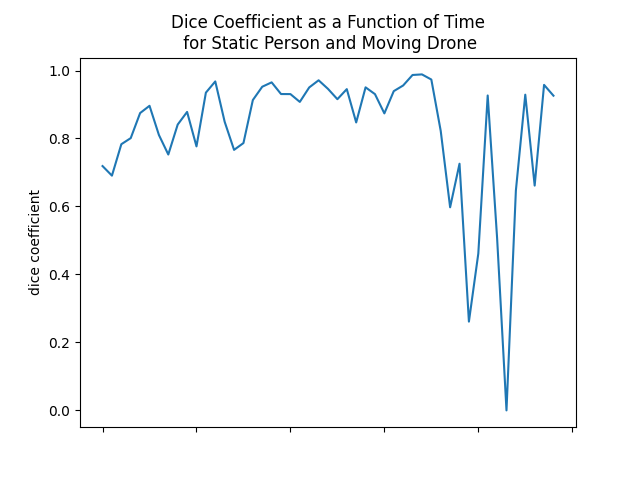 Dice Coefficient as a Function of Time
for Static Person and Moving Drone
1.0
0.8
0.6
0.4
0.2
0.0
dice coefficient